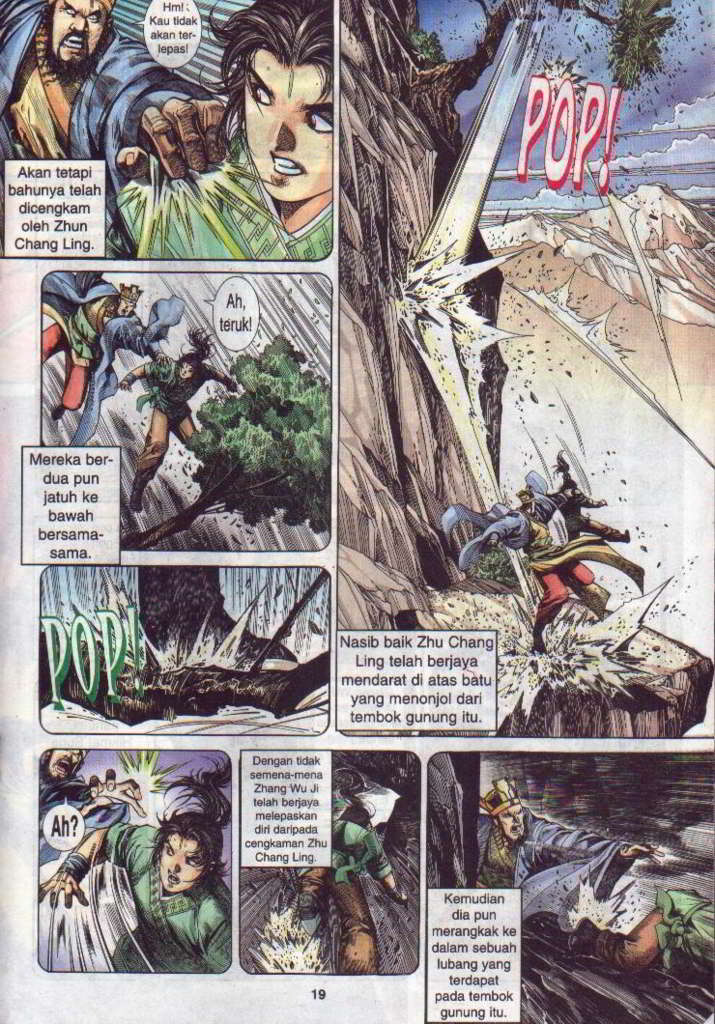 Hm!
Kau tidak
akan ter-
lepas!
Akan tetapi
bahunya telah
dicengkam
oleh Zhun
Chang Ling.
Ah,
teruk!
Mereka ber-
dua pun
jatuh ke
bawah
bersama-
sama.
POP!
POP!
Nasib baik Zhu Chang
Ling telah berjaya
mendarat di atas batu
yang menonjol dari
tembok gunung itu.
Ah?
Dengan tidak
semena-mena
Zhang Wu Ji
telah berjaya
melepaskan
diri daripada
cengkaman Zhu
Chang Ling.
Kemudian
dia pun
merangkak ke
dalam sebuah
lubang yang
terdapat
pada tembok
gunung itu.
19